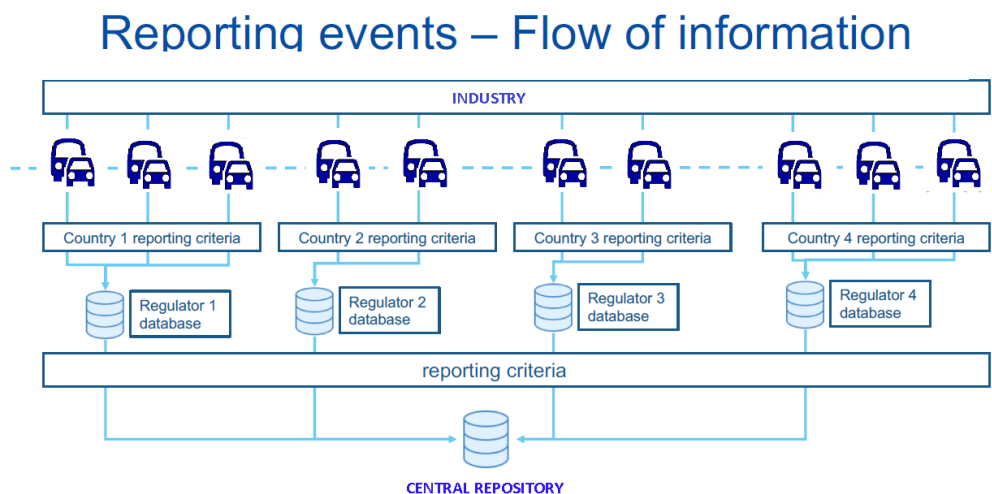 Reporting events – Flow of information
INDUSTRY
Country 1 reporting criteria
Country 2 reporting criteria
Country 3 reporting criteria
Country 4 reporting criteria
Regulator 1
database
Regulator 2
database
Regulator 3
database
Regulator 4
database
reporting criteria
CENTRAL REPOSITORY